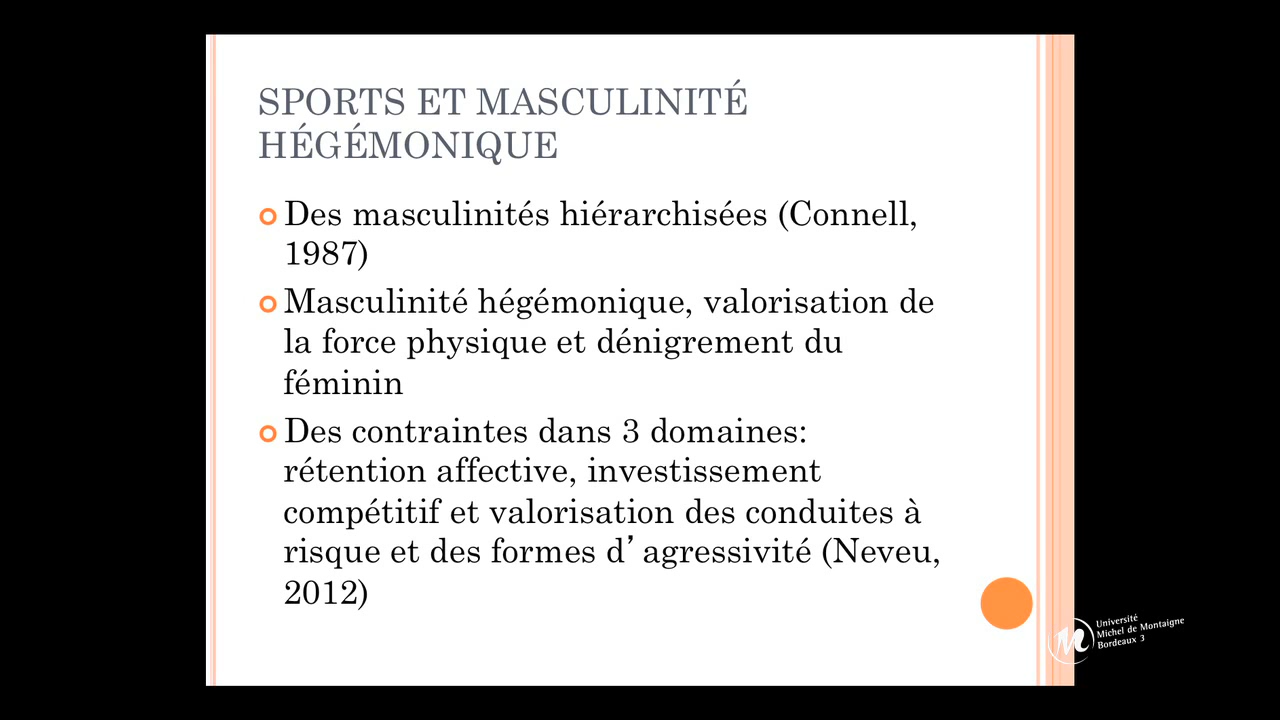 SPORTS ET MASCULINITÉ
HÉGÉMONIQUE
Des masculinités hiérarchisées (Connell,
1987)
Masculinité hégémonique, valorisation de
la force physique et dénigrement du
féminin
Des contraintes dans 3 domaines:
rétention affective, investissement
compétitif et valorisation des conduites à
risque et des formes d’agressivité (Neveu,
2012)
Université
Michel de Montaigne
Bordeaux 3